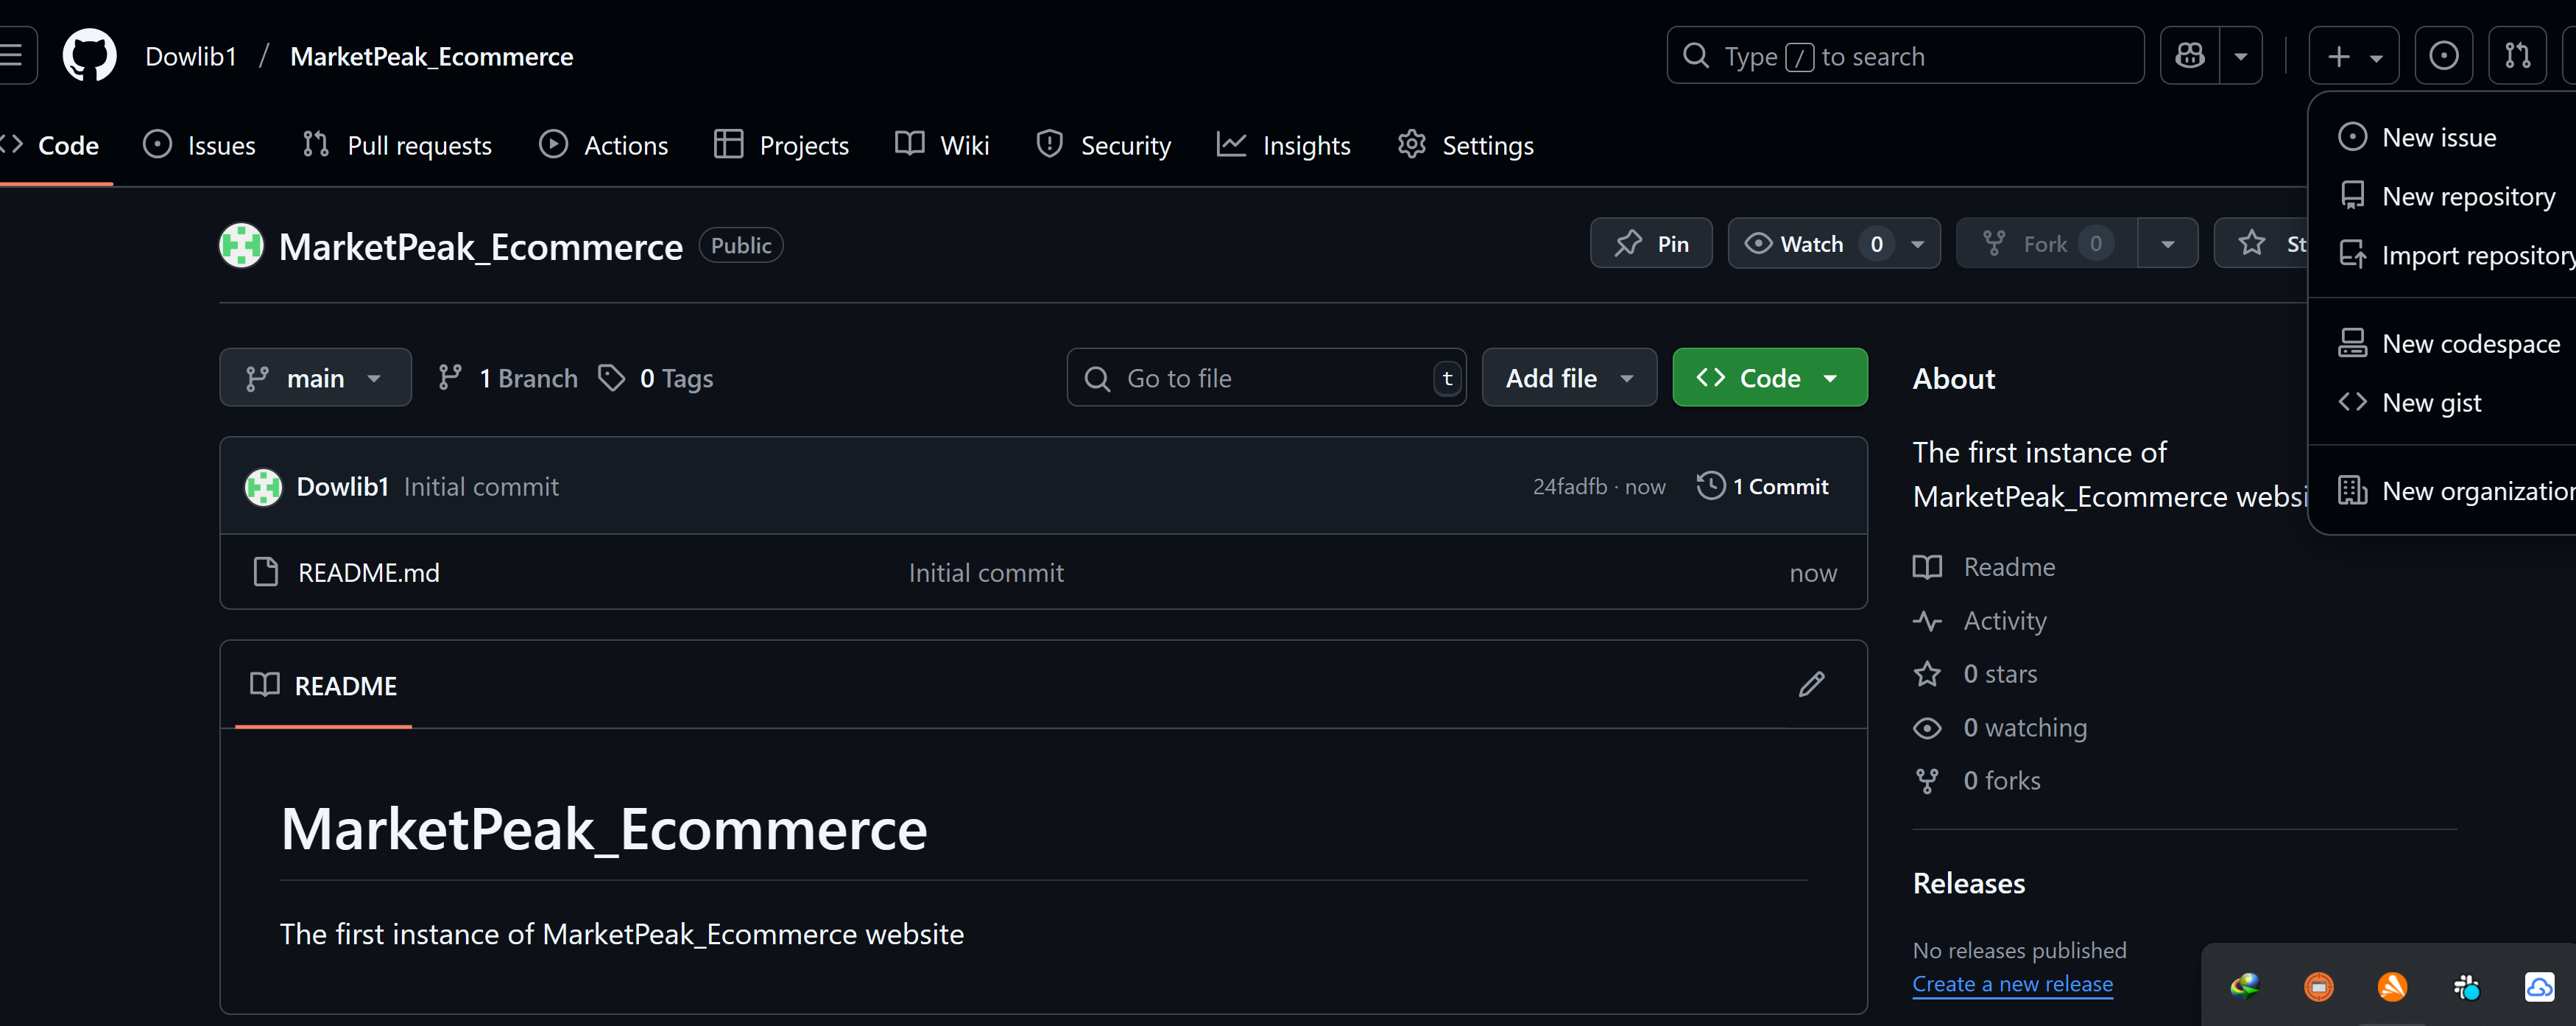 Dowlib1 / MarketPeak_Ecommerce
Type / to search
Code Issues Pull requests Actions Projects Wiki Security Insights Settings
New issue
New repository
Import repository
New codespace
New gist
New organization
MarketPeak_Ecommerce Public
Pin Watch 0 Fork 0 St
main 1 Branch 0 Tags
Go to file t Add file Code
Dowlib1 Initial commit 24fadfb · now 1 Commit
README.md Initial commit now
README
MarketPeak_Ecommerce
The first instance of MarketPeak_Ecommerce website
About
The first instance of
MarketPeak_Ecommerce websi
Readme
Activity
0 stars
0 watching
0 forks
Releases
No releases published
Create a new release